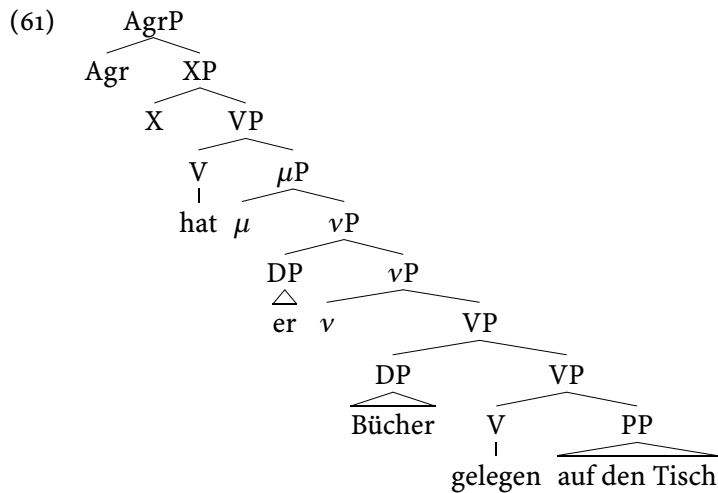 (61) AgrP
Agr XP
X VP
V μP
hat μ νP
DP νP
er ν VP
DP VP
Bücher V PP
gelegen auf den Tisch